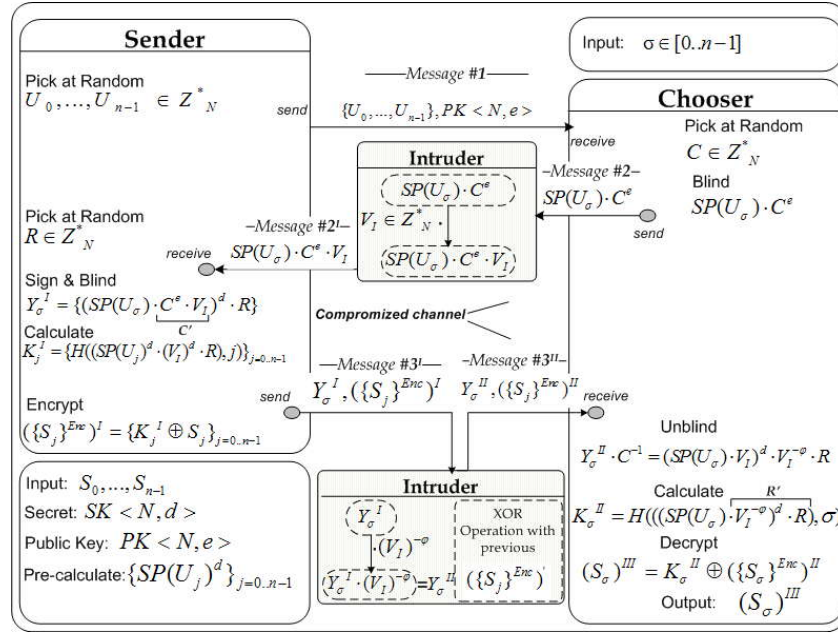 Sender
Pick at Random
U_0,...,U_{n-1} ∈ Z*_N
send
—Message #1—
{U_0,...,U_{n-1}}, PK < N, e >
receive
Input: σ∈[0..n−1]
Chooser
Pick at Random
C ∈ Z*_N
Blind
SP(U_σ)·C^e
send
–Message #2–
SP(U_σ)·C^e
Intruder
SP(U_σ)·C^e
V_I ∈ Z*_N .
SP(U_σ)·C^e·V_I
–Message #2^I–
SP(U_σ)·C^e·V_I
receive
Pick at Random
R ∈ Z*_N
Sign & Blind
Y_σ^I = {(SP(U_σ)·C^e·V_I)^d·R}
C'
Calculate
K_j^I = {H((SP(U_j)^d·(V_I)^d·R), j)}_{j=0..n-1}
Compromized channel
–Message #3^I–
Y_σ^I, ({S_j}^{Enc})^I
send
–Message #3^{II}–
Y_σ^{II}, ({S_j}^{Enc})^{II}
receive
Encrypt
({S_j}^{Enc})^I = {K_j^I ⊕ S_j}_{j=0..n-1}
Input: S_0,...,S_{n-1}
Secret: SK < N, d >
Public Key: PK < N, e >
Pre-calculate: {SP(U_j)^d}_{j=0..n-1}
Intruder
Y_σ^I
·(V_I)^{-φ}
Y_σ^I·(V_I)^{-φ} = Y_σ^{II}
XOR
Operation with
previous
({S_j}^{Enc})'
Unblind
Y_σ^{II}·C^{-1} = (SP(U_σ)·V_I)^d·V_I^{-φ}·R
Calculate
R'
K_σ^{II} = H(((SP(U_σ)·V_I^{-φ})^d·R), σ)
Decrypt
(S_σ)^{III} = K_σ^{II} ⊕ ({S_σ}^{Enc})^{II}
Output: (S_σ)^{III}